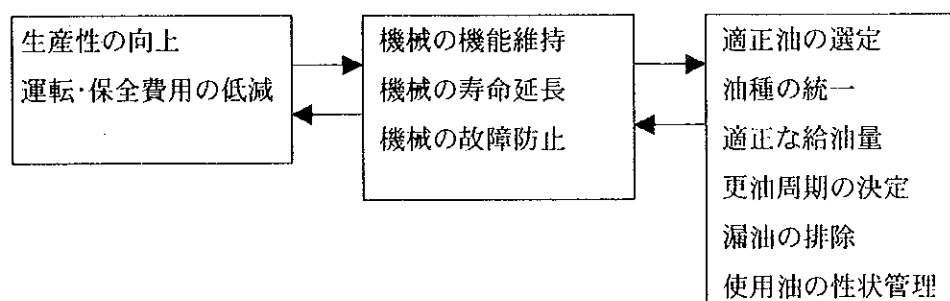 生産性の向上
運転·保全費用の低減
機械の機能維持
機械の寿命延長
機械の故障防止
適正油の選定
油種の統一
適正な給油量
更油周期の決定
漏油の排除
使用油の性状管理